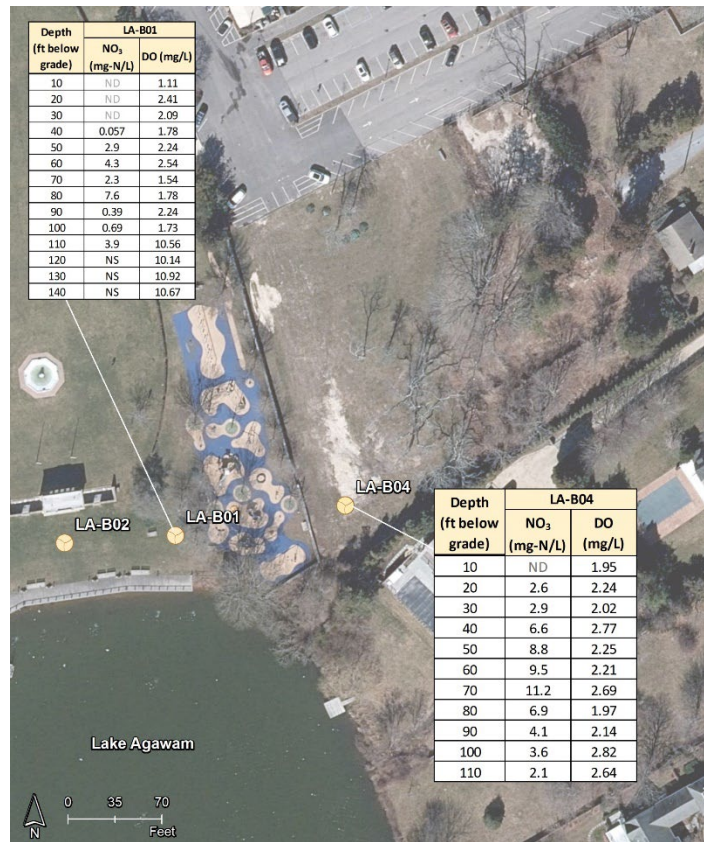 Depth (ft below grade) LA-B01
NO₃ (mg-N/L) DO (mg/L)
10 ND 1.11
20 ND 2.41
30 ND 2.09
40 0.057 1.78
50 2.9 2.24
60 4.3 2.54
70 2.3 1.54
80 7.6 1.78
90 0.39 2.24
100 0.69 1.73
110 3.9 10.56
120 NS 10.14
130 NS 10.92
140 NS 10.67
LA-B04
LA-B01
LA-B02
Depth (ft below grade) LA-B04
NO₃ (mg-N/L) DO (mg/L)
10 ND 1.95
20 2.6 2.24
30 2.9 2.02
40 6.6 2.77
50 8.8 2.25
60 9.5 2.21
70 11.2 2.69
80 6.9 1.97
90 4.1 2.14
100 3.6 2.82
110 2.1 2.64
Lake Agawam
N
0 35 70
Feet